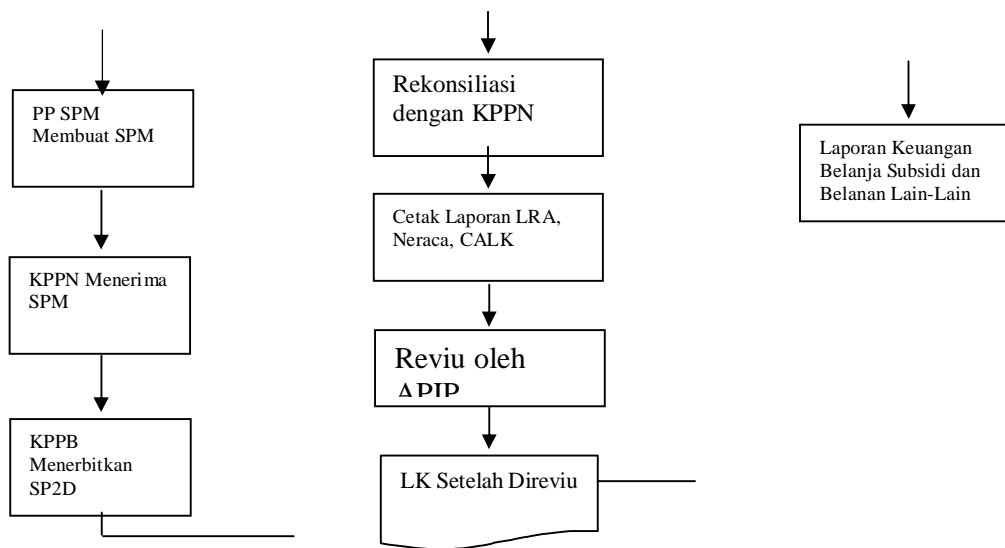 PP SPM
Membuat SPM
KPPN Menerima
SPM
KPPB
Menerbitkan
SP2D
Rekonsiliasi
dengan KPPN
Cetak Laporan LRA,
Neraca, CALK
Reviu oleh
APIP
LK Setelah Direviu
Laporan Keuangan
Belanja Subsidi dan
Belanan Lain-Lain